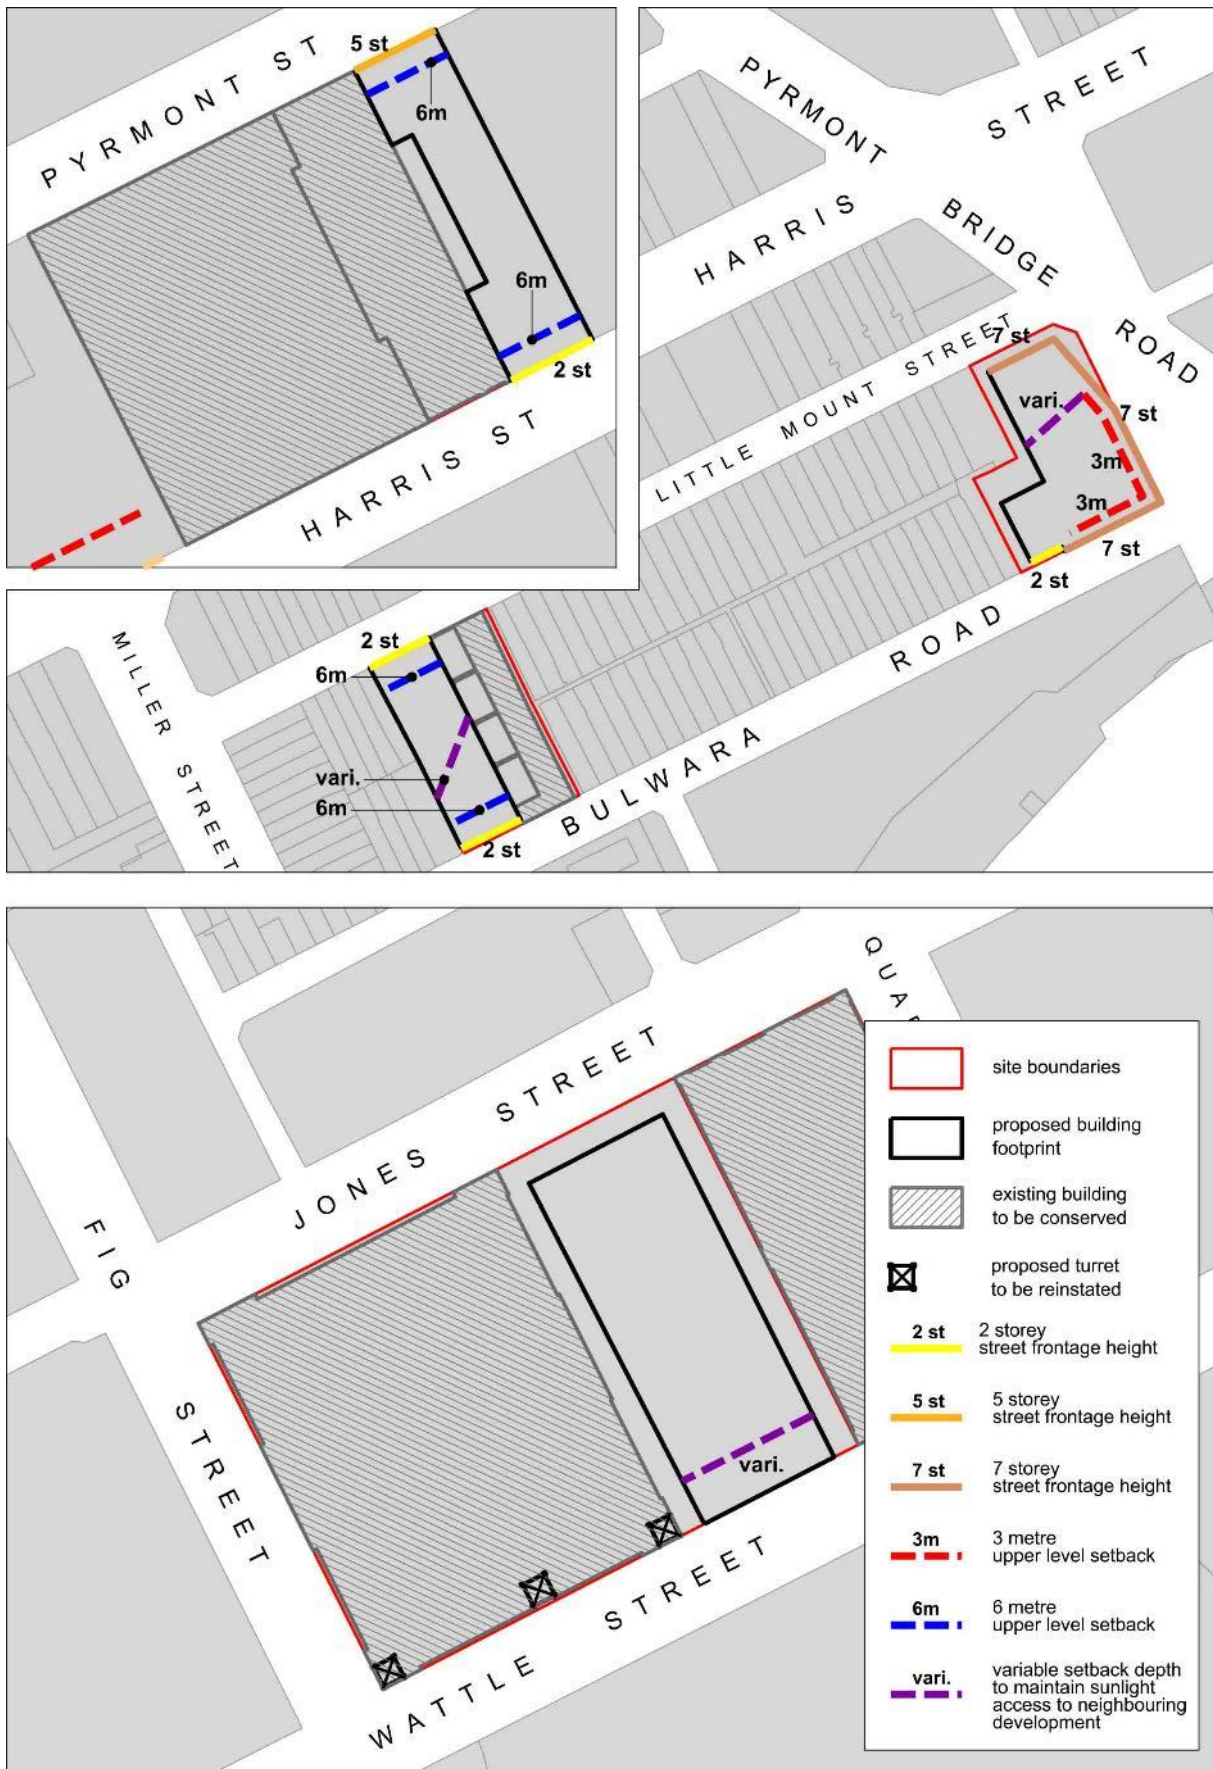 PYRMONT ST
5 st
6m
6m
2 st
HARRIS ST
PYRMONT
BRIDGE
ROAD
HARRIS STREET
LITTLE MOUNT STREET
7 st
vari.
7 st
3m
3m
7 st
2 st
MILLER STREET
2 st
6m
vari.
6m
2 st
BULWARA ROAD
QUAR
JONES STREET
FIG STREET
vari.
WATTLE STREET
site boundaries
proposed building
footprint
existing building
to be conserved
proposed turret
to be reinstated
2 st
2 storey
street frontage height
5 st
5 storey
street frontage height
7 st
7 storey
street frontage height
3m
3 metre
upper level setback
6m
6 metre
upper level setback
vari.
variable setback depth
to maintain sunlight
access to neighbouring
development